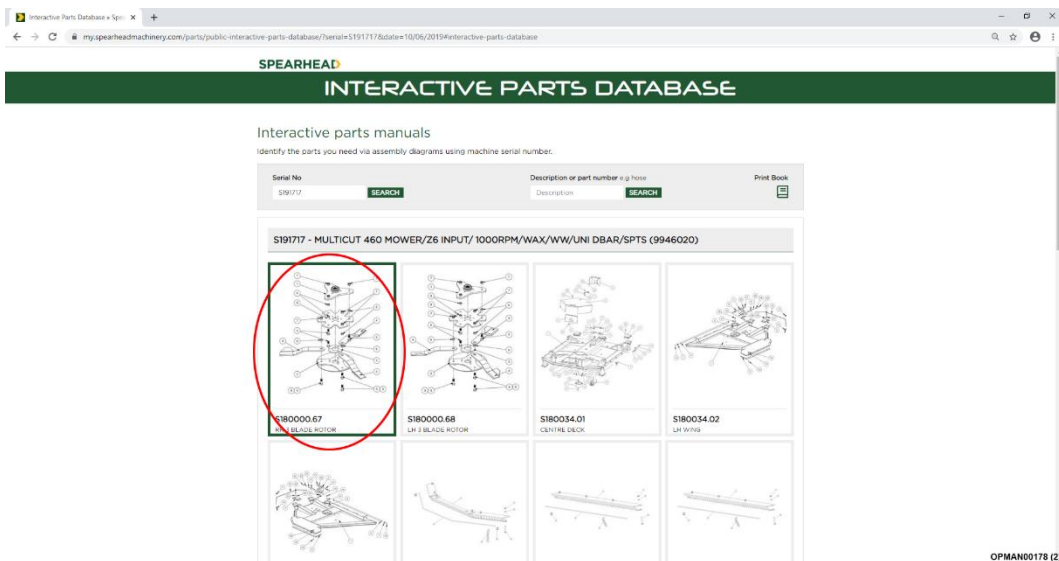 Interactive Parts Database » Spe
my.spearheadmachinery.com/parts/public-interactive-parts-database/?serial=S191717&date=10/06/2019#interactive-parts-database
SPEARHEAD
INTERACTIVE PARTS DATABASE
Interactive parts manuals
Identify the parts you need via assembly diagrams using machine serial number.
Serial No
Description or part number e.g hose
Print Book
S191717
SEARCH
Description
SEARCH
S191717 - MULTICUT 460 MOWER/Z6 INPUT/ 1000RPM/WAX/WW/UNI DBAR/SPTS (9946020)
S180000.67
S180000.68
S180034.01
S180034.02
RH 3 BLADE ROTOR
LH 3 BLADE ROTOR
CENTRE DECK
LH WING
OPMAN00178 (2